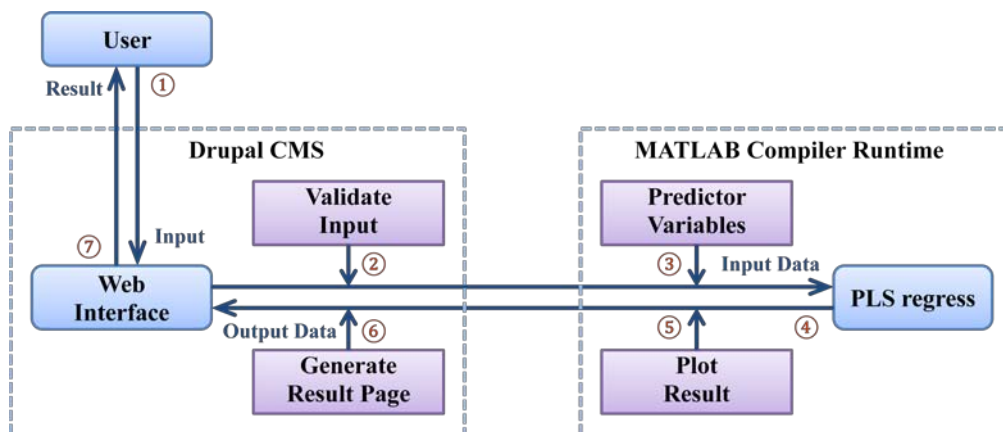 User
Result
①
Drupal CMS
MATLAB Compiler Runtime
Validate
Input
Predictor
Variables
⑦
Input
②
③
Input Data
Web
Interface
PLS regress
Output Data
⑥
⑤
④
Generate
Result Page
Plot
Result